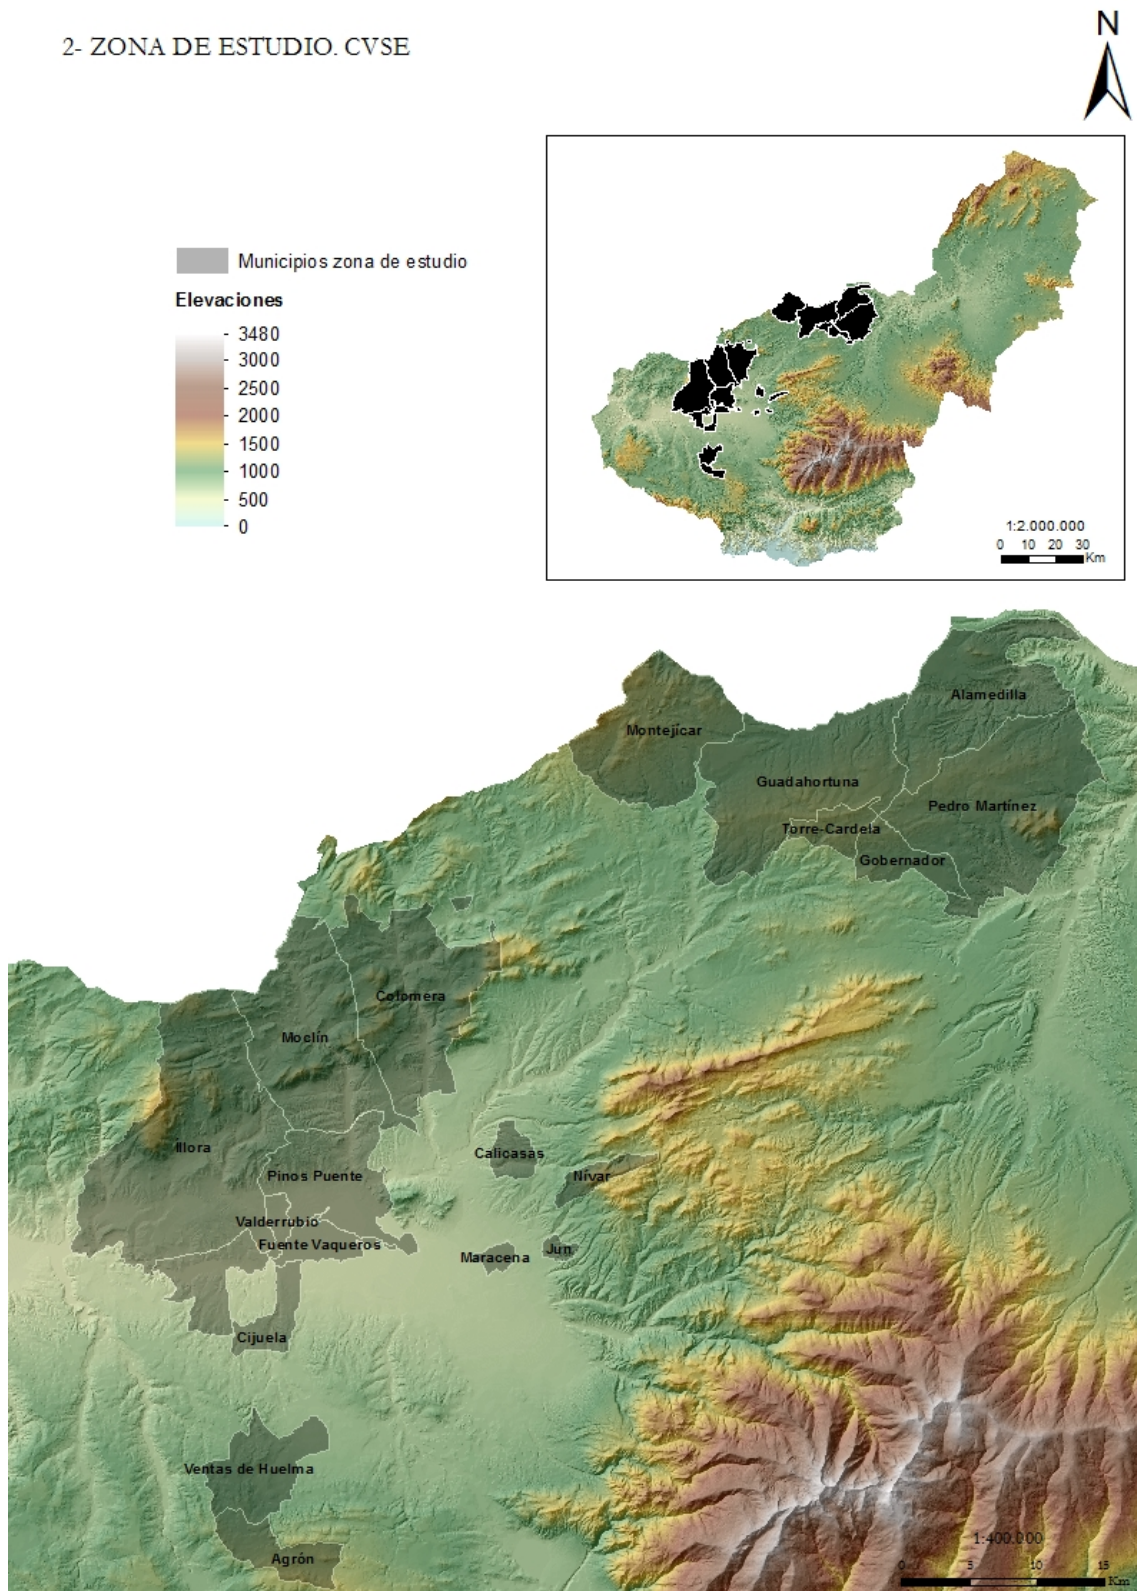 N
2- ZONA DE ESTUDIO. CVSE
Municipios zona de estudio
Elevaciones
3480
3000
2500
2000
1500
1000
500
0
1:2.000.000
0 10 20 30
Km
Alamedilla
Montejícar
Guadahortuna
Pedro Martínez
Torre-Cardela
Gobernador
Colomera
Moclín
Íllora
Calicasas
Pinos Puente
Nívar
Valderrubio
Fuente Vaqueros
Maracena
Jun
Cijuela
Ventas de Huelma
Agrón
1:400.000
0 5 10 15
Km